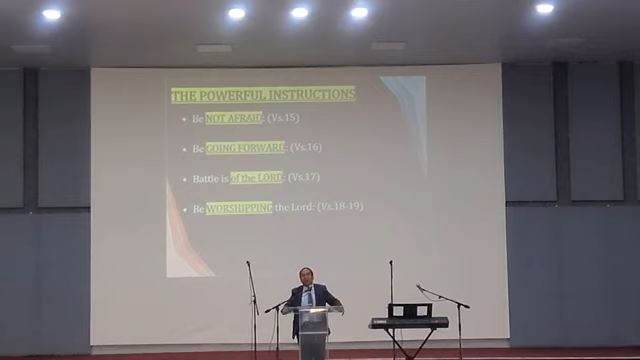 THE POWERFUL INSTRUCTIONS
• Be NOT AFRAID: (Vs.15)
• Be GOING FORWARD: (Vs.16)
• Battle is of the LORD: (Vs.17)
• Be WORSHIPPING the Lord: (Vs.18-19)